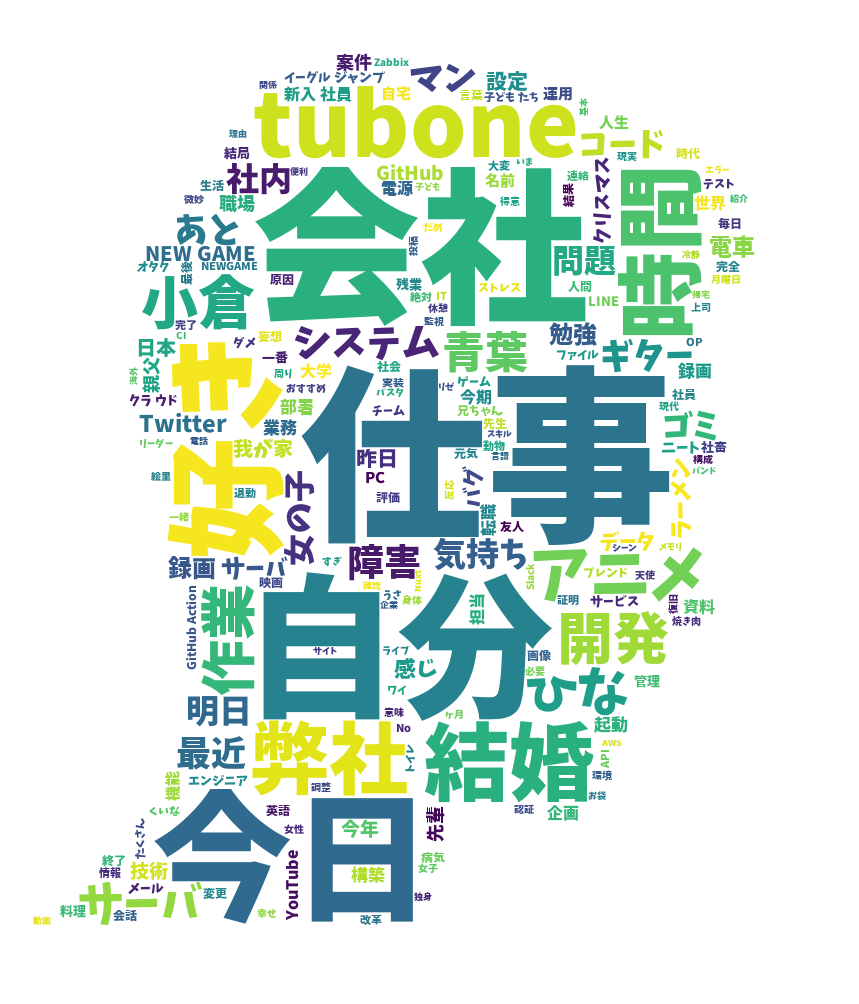 案件
Zabbix
イーグル ジャンプ
マン
設定
関係
新入 社員
自宅
言葉
子ども たち
運用
基本
tubone
人生
コード
理由
結局
現実
時代
社内
便利
GitHub
大変
いま
連絡
エラー
テスト
生活
電源
子ども
名前
結果
クリスマス
時間
世界
紹介
微妙
職場
得意
毎日
会社
あと
投稿
だめ
問題
電車
NEW GAME
冷静
オタク
最後
NEWGAME
原因
残業
ストレス
人間
完全
月曜日
小倉
絶対
IT
休憩
LINE
帰宅
上司
完了
監視
CI
システム
青葉
勉強
日本
ダメ
妄想
一番
ファイル
ギター
OP
海外
親父
好き
周り
大学
社会
録画
クラ ウド
おすすめ
実装
パスタ
リゼ
ゲーム
今期
社員
Twitter
部署
チーム
兄ちゃん
現代
仕事
業務
先生
スキル
ゴミ
リーダー
電話
我が家
動物
ニート
社畜
絵里
昨日
元気
言語
構成
バンド
PC
バグ
退勤
女の子
評価
反応
転職
ラーメン
一緒
友人
録画 サーバ
障害
気持ち
データ
シーン
メモリ
映画
すぎ
アニメ
Slack
ブレンド
天使
GitHub Action
作業
確認
Nuxt
うさ
身体
企業
担当
証明
サービス
復旧
資料
焼き肉
自分
開発
サイト
ライブ
画像
感じ
必要
ワイ
ひな
管理
明日
意味
ヶ月
起動
No
弊社
結婚
最近
トイレ
AWS
API
エンジニア
環境
機能
調整
お袋
今日
くいな
英語
認証
企画
たくさん
女性
今年
先輩
終了
情報
技術
病気
女子
メール
構築
サーバ
変更
YouTube
独身
料理
会話
幸せ
改革
動画